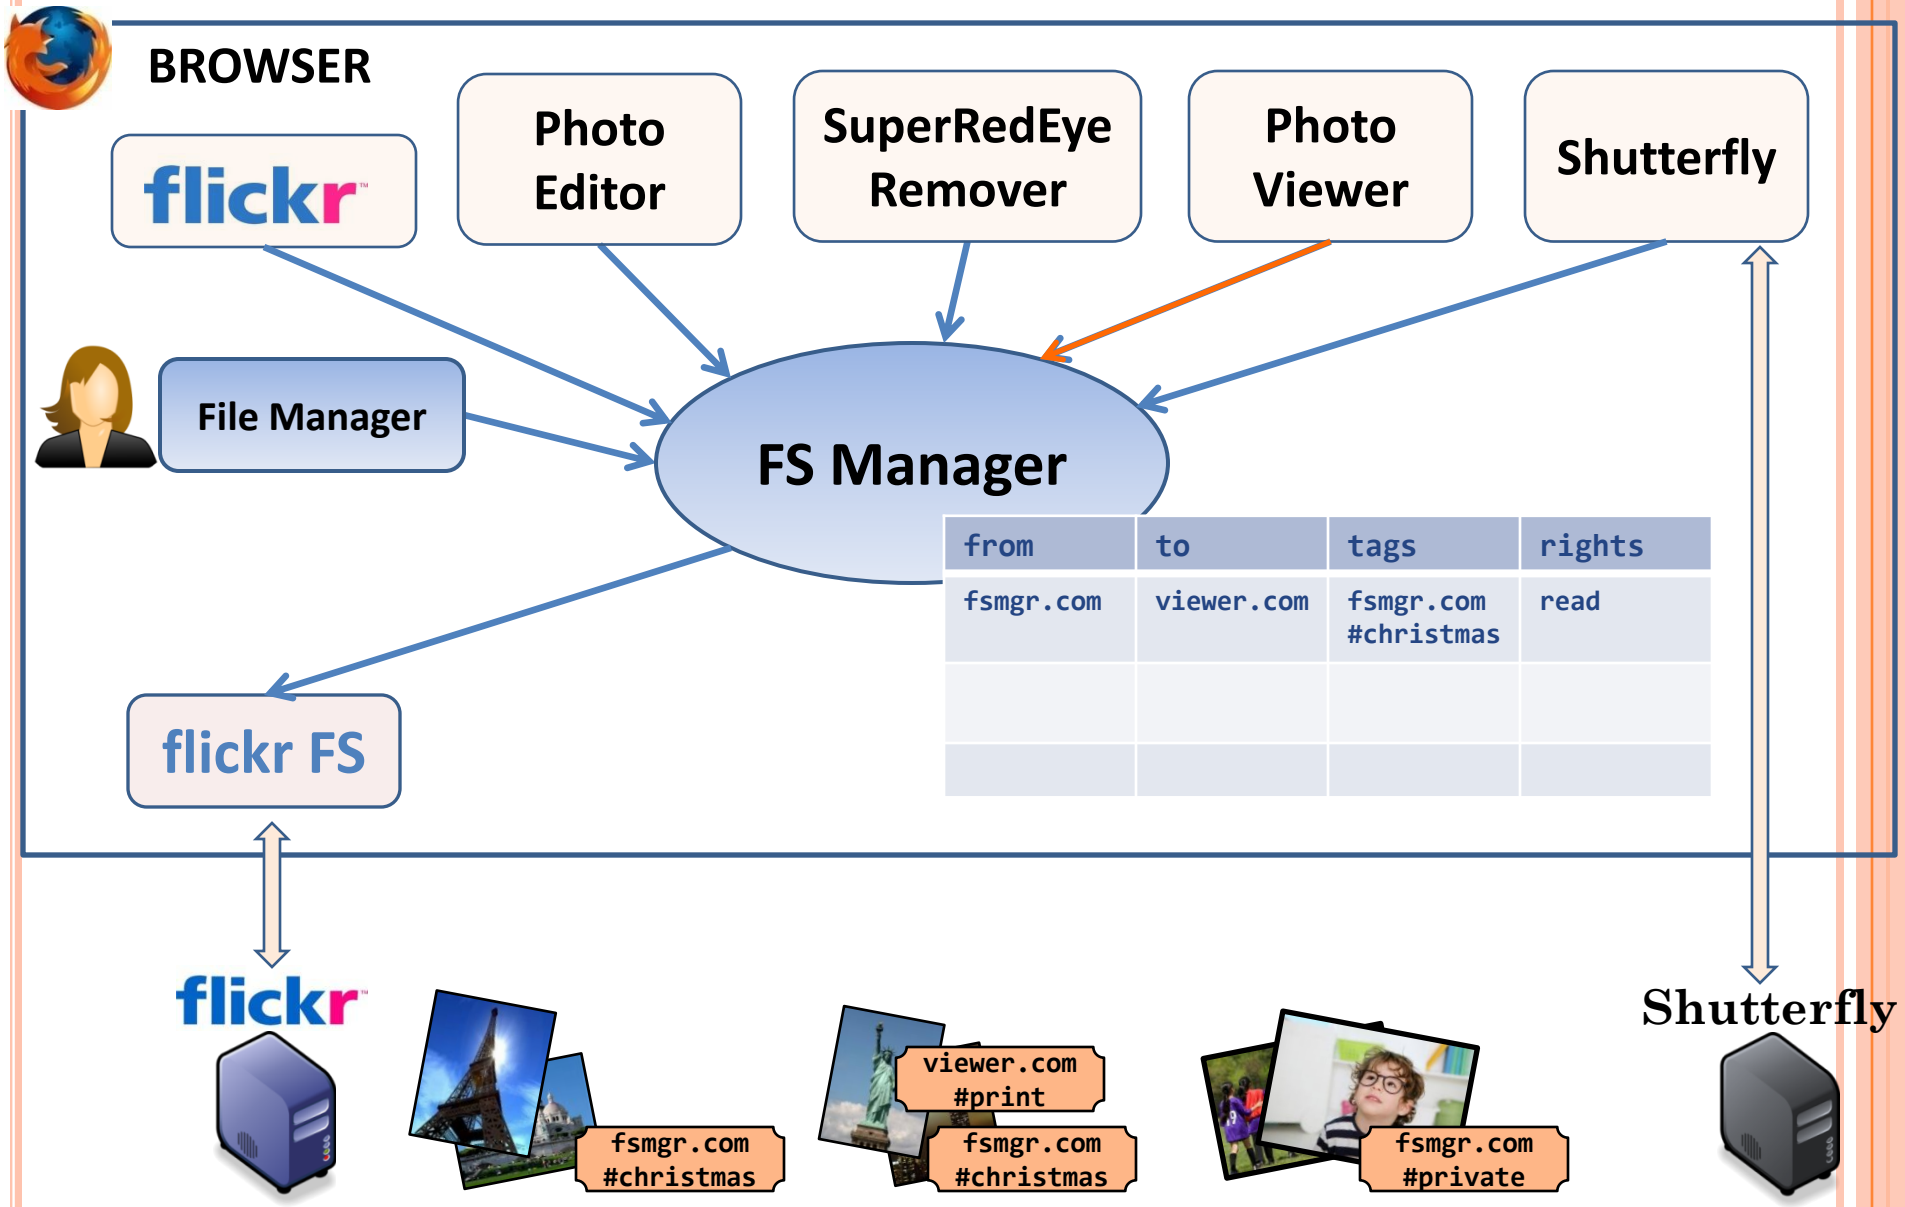 BROWSER
flickr™
Photo
Editor
SuperRedEye
Remover
Photo
Viewer
Shutterfly
File Manager
FS Manager
from to tags rights
fsmgr.com viewer.com fsmgr.com read
#christmas
flickr FS
flickr™
Shutterfly
fsmgr.com
#christmas
viewer.com
#print
fsmgr.com
#christmas
fsmgr.com
#private